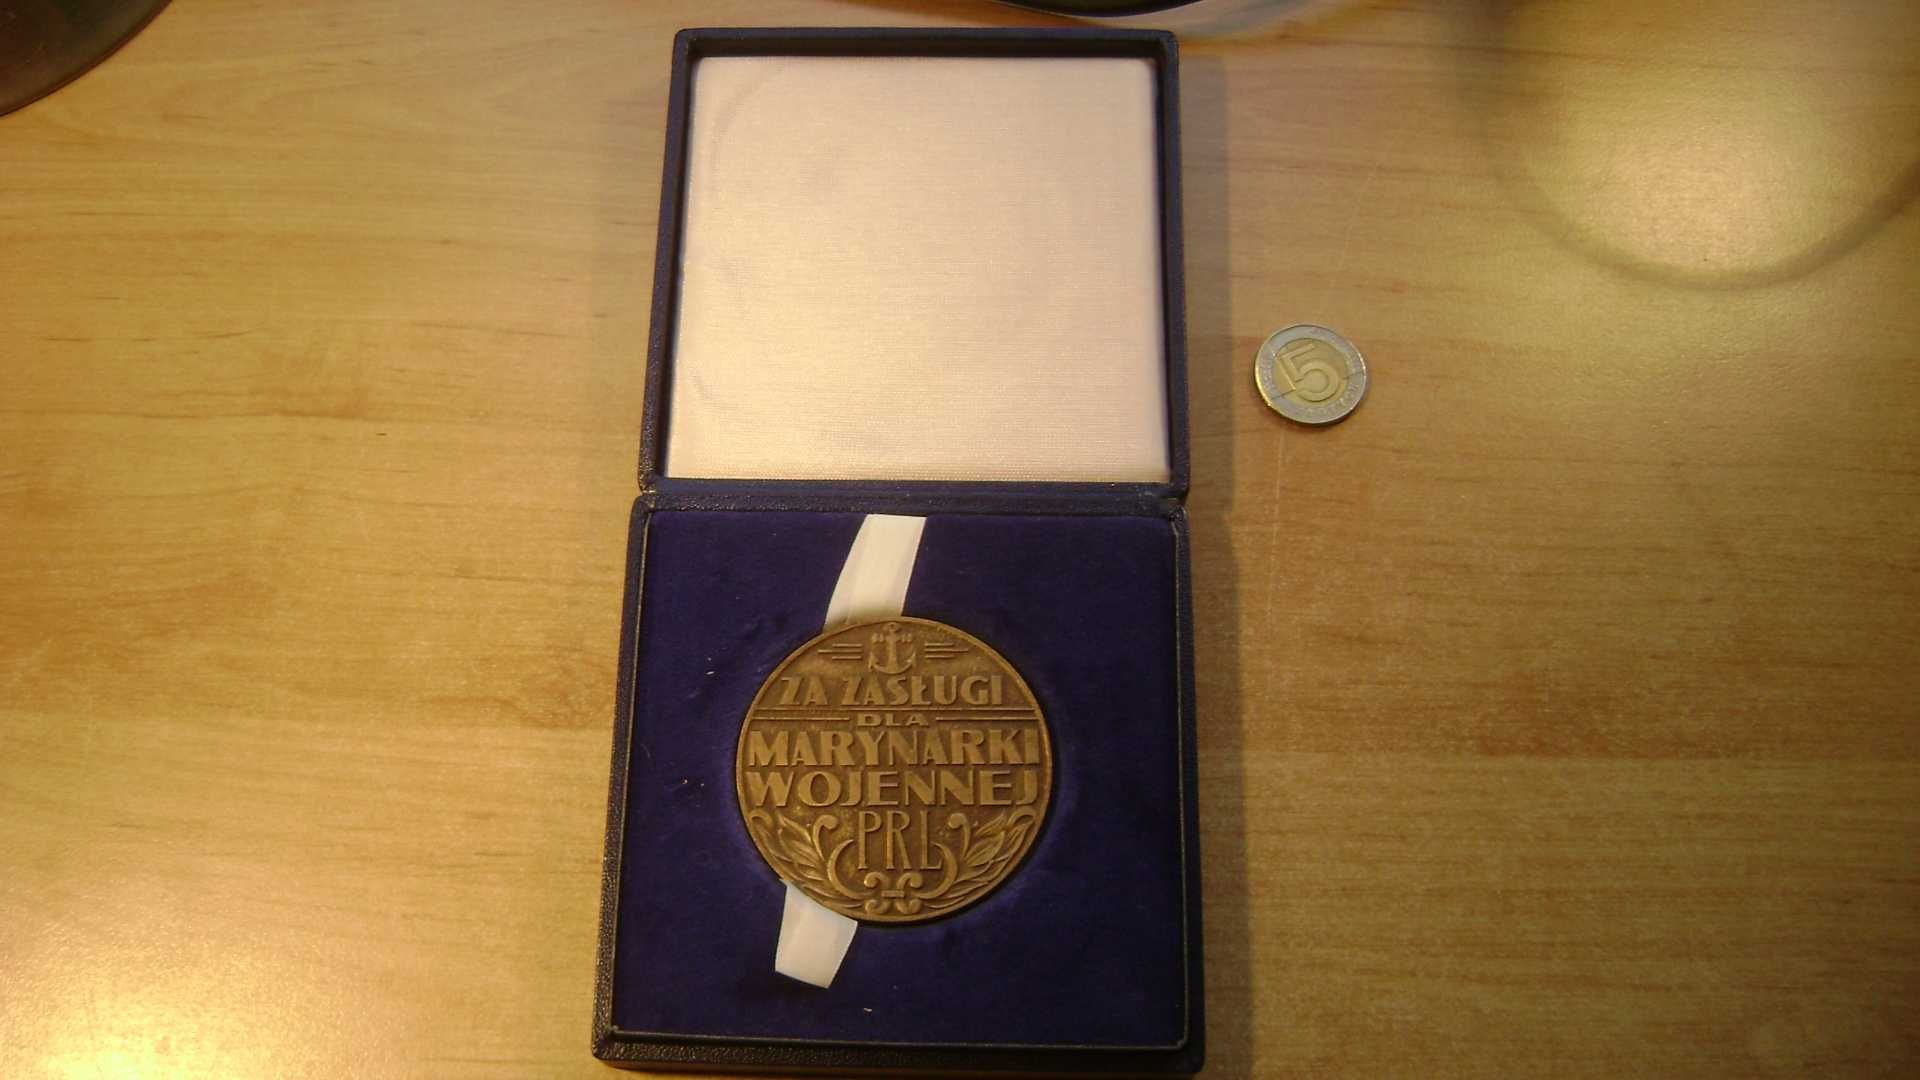 ZA ZASŁUGI
DLA
MARYNARKI
WOJENNEJ
PRL
5